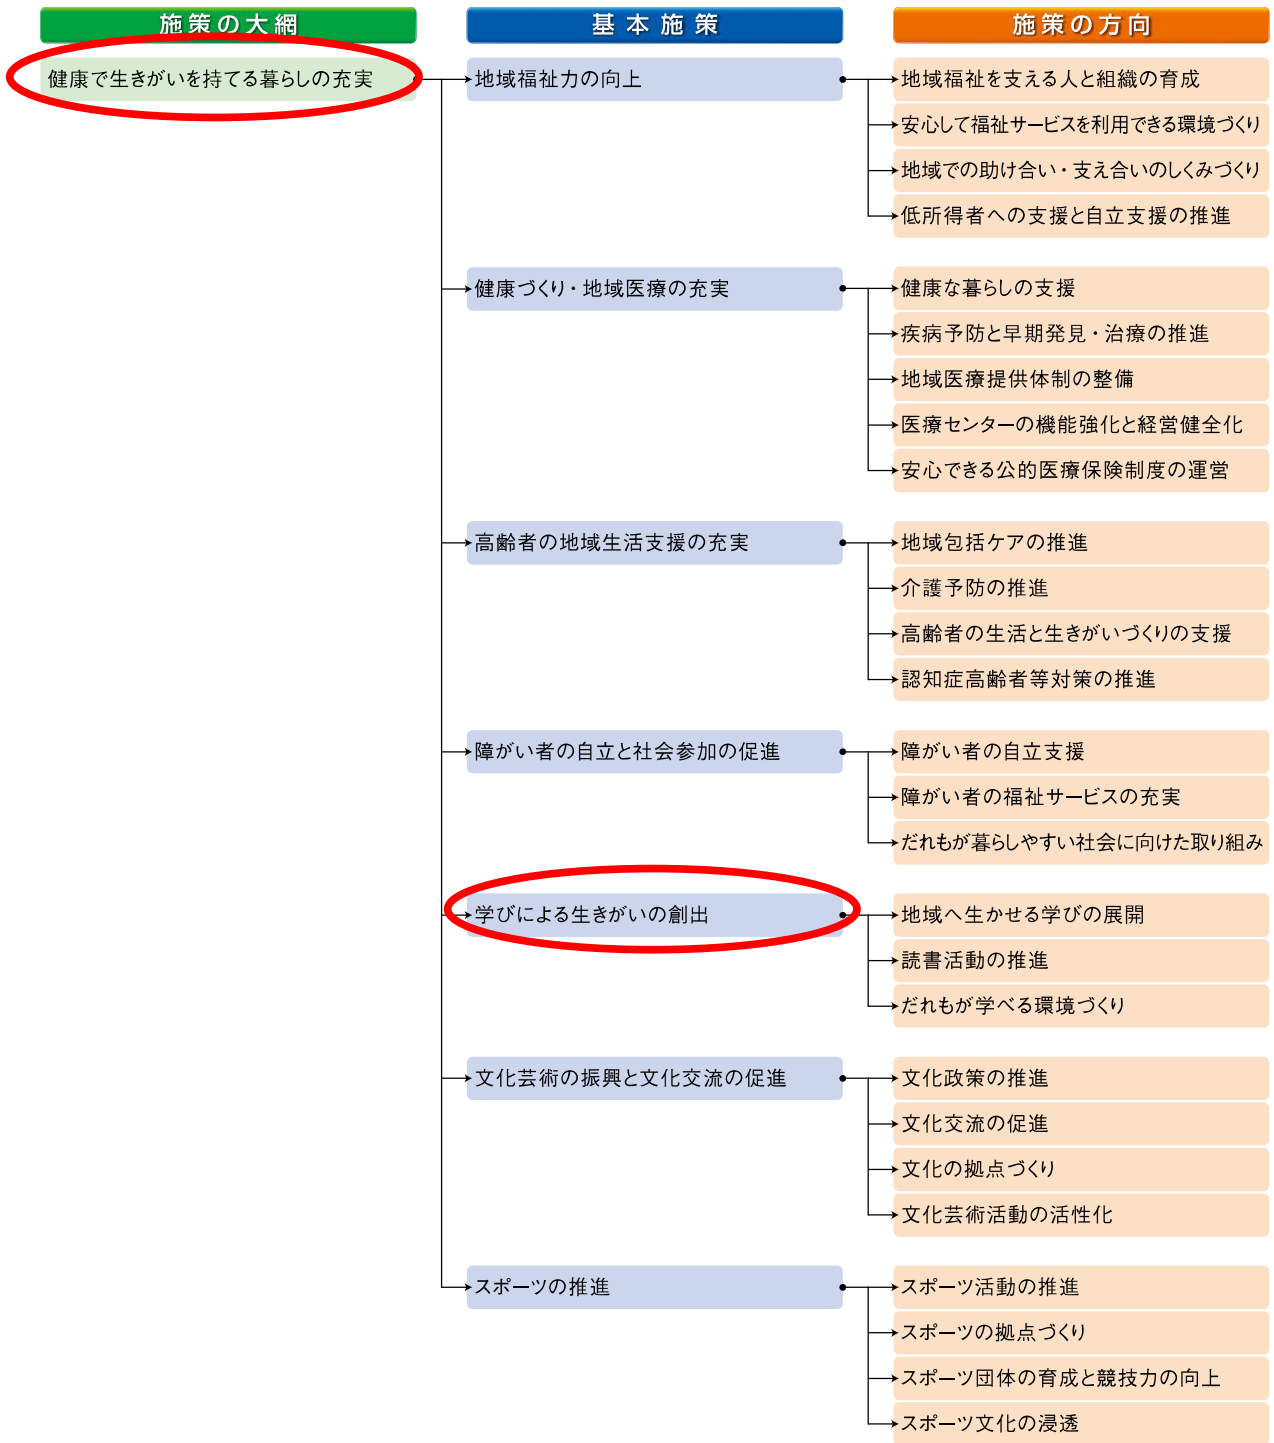 施策の大綱
基本施策
施策の方向
健康で生きがいを持てる暮らしの充実
地域福祉力の向上
地域福祉を支える人と組織の育成
安心して福祉サービスを利用できる環境づくり
地域での助け合い・支え合いのしくみづくり
低所得者への支援と自立支援の推進
健康づくり・地域医療の充実
健康な暮らしの支援
疾病予防と早期発見・治療の推進
地域医療提供体制の整備
医療センターの機能強化と経営健全化
安心できる公的医療保険制度の運営
高齢者の地域生活支援の充実
地域包括ケアの推進
介護予防の推進
高齢者の生活と生きがいづくりの支援
認知症高齢者等対策の推進
障がい者の自立と社会参加の促進
障がい者の自立支援
障がい者の福祉サービスの充実
だれもが暮らしやすい社会に向けた取り組み
学びによる生きがいの創出
地域へ生かせる学びの展開
読書活動の推進
だれもが学べる環境づくり
文化芸術の振興と文化交流の促進
文化政策の推進
文化交流の促進
文化の拠点づくり
文化芸術活動の活性化
スポーツの推進
スポーツ活動の推進
スポーツの拠点づくり
スポーツ団体の育成と競技力の向上
スポーツ文化の浸透